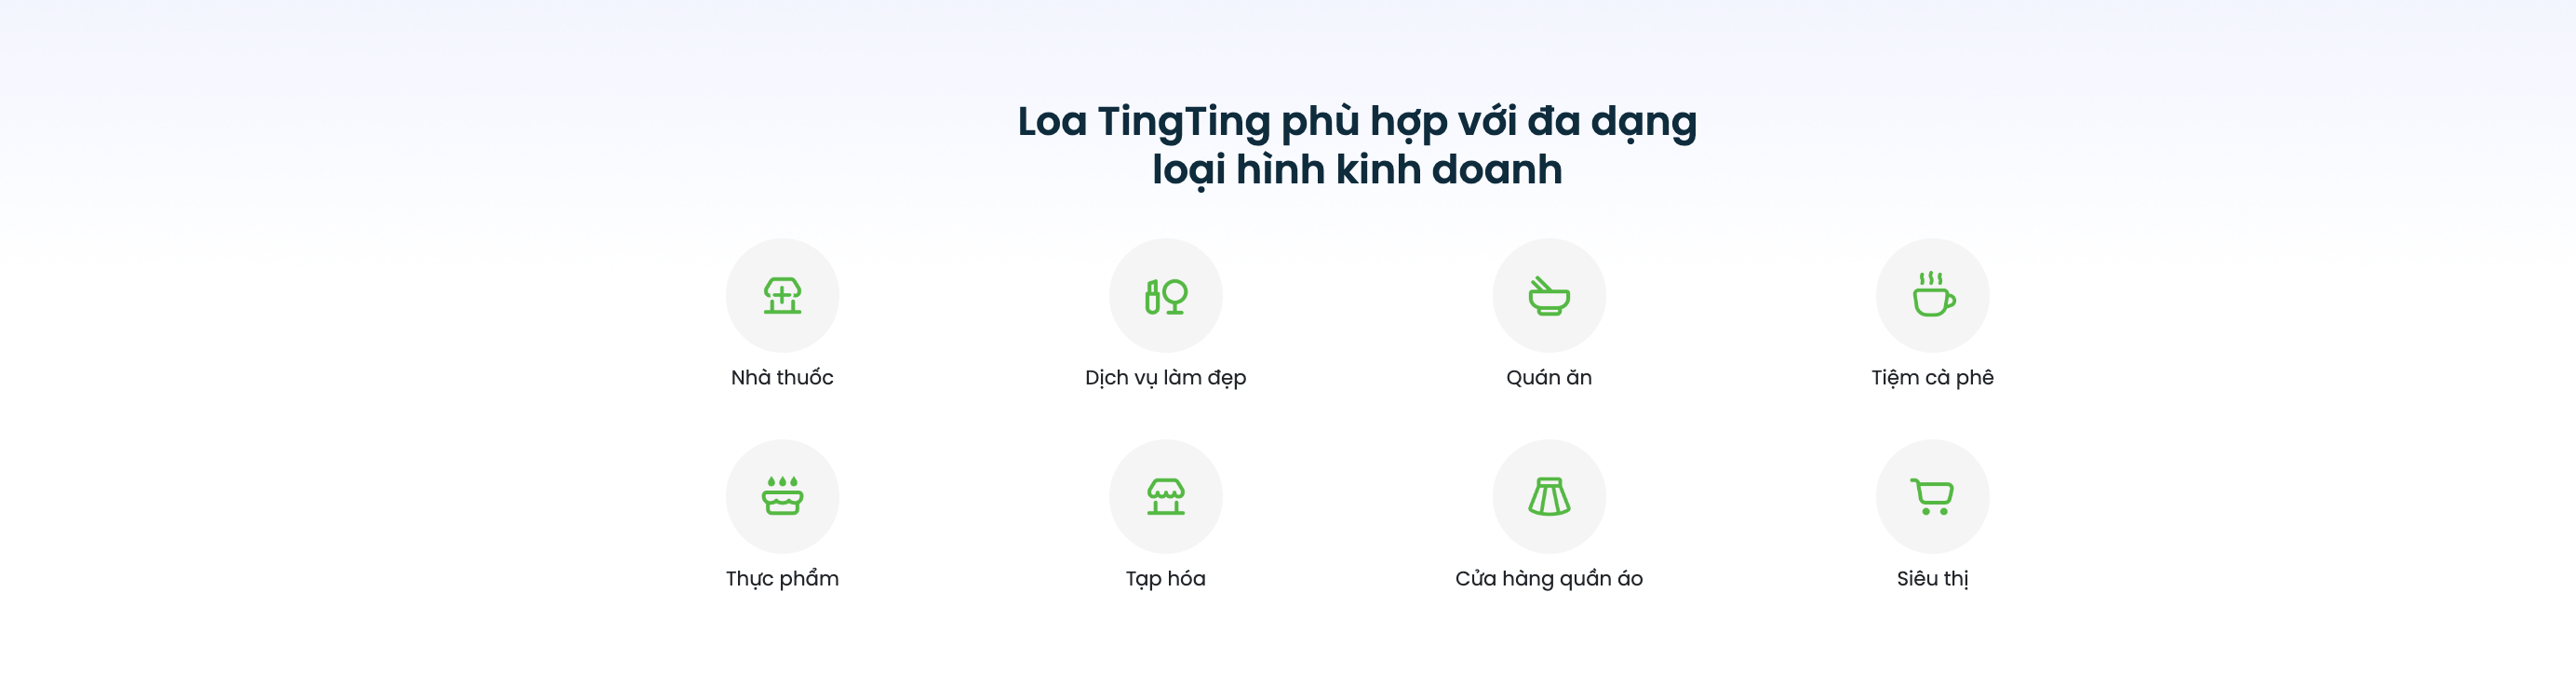 Loa TingTing phù hợp với đa dạng
loại hình kinh doanh
Nhà thuốc
Dịch vụ làm đẹp
Quán ăn
Tiệm cà phê
Thực phẩm
Tạp hóa
Cửa hàng quần áo
Siêu thị